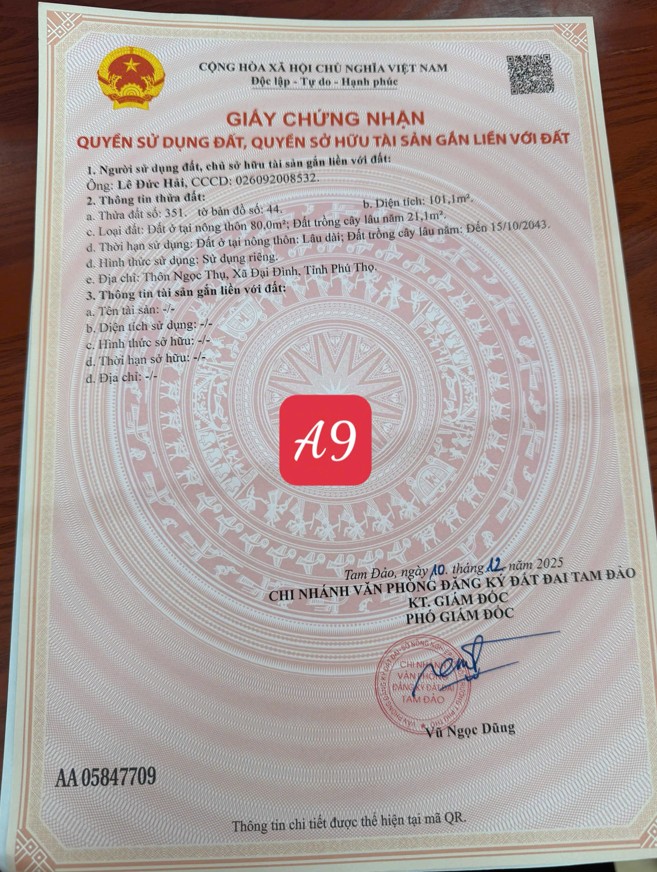 CỘNG HÒA XÃ HỘI CHỦ NGHĨA VIỆT NAM
Độc lập - Tự do - Hạnh phúc
GIẤY CHỨNG NHẬN
QUYỀN SỬ DỤNG ĐẤT, QUYỀN SỞ HỮU TÀI SẢN GẮN LIỀN VỚI ĐẤT
1. Người sử dụng đất, chủ sở hữu tài sản gắn liền với đất:
Ông: Lê Đức Hải, CCCD: 026092008532.
2. Thông tin thửa đất:
a. Thửa đất số: 351. tờ bản đồ số: 44. b. Diện tích: 101,1m².
c. Loại đất: Đất ở tại nông thôn 80,0m²; Đất trồng cây lâu năm 21,1m².
d. Thời hạn sử dụng: Đất ở tại nông thôn: Lâu dài; Đất trồng cây lâu năm: Đến 15/10/2043.
đ. Hình thức sử dụng: Sử dụng riêng.
e. Địa chỉ: Thôn Ngọc Thụ, Xã Đại Đình, Tỉnh Phú Thọ.
3. Thông tin tài sản gắn liền với đất:
a. Tên tài sản: -/-
b. Diện tích sử dụng: -/-
c. Hình thức sở hữu: -/-
d. Thời hạn sở hữu: -/-
đ. Địa chỉ: -/-
A9
Tam Đảo, ngày 10. tháng 12 năm 2025
CHI NHÁNH VĂN PHÒNG ĐĂNG KÝ ĐẤT ĐAI TAM ĐẢO
KT. GIÁM ĐỐC
PHÓ GIÁM ĐỐC
CHI NHÁNH
VĂN PHÒNG
ĐĂNG KÝ ĐẤT ĐAI
TAM ĐẢO
Vũ Ngọc Dũng
AA 05847709
Thông tin chi tiết được thể hiện tại mã QR.